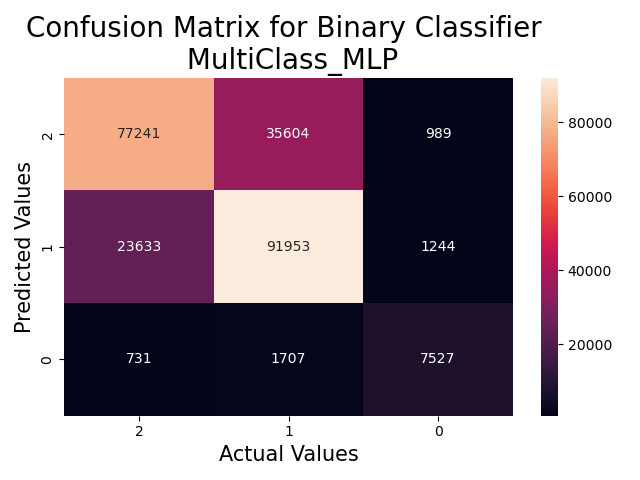 Confusion Matrix for Binary Classifier
MultiClass_MLP
Predicted Values
2 77241 35604 989
1 23633 91953 1244
0 731 1707 7527
2 1 0
Actual Values
80000
60000
40000
20000